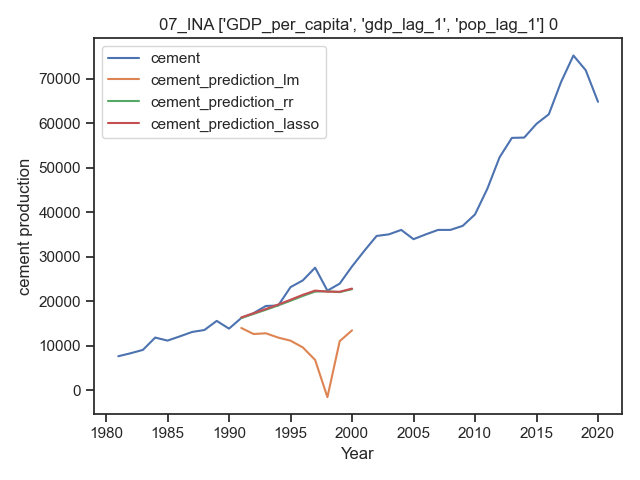 07_INA ['GDP_per_capita', 'gdp_lag_1', 'pop_lag_1'] 0
cement
cement_prediction_lm
cement_prediction_rr
cement_prediction_lasso
cement production
70000
60000
50000
40000
30000
20000
10000
0
1980 1985 1990 1995 2000 2005 2010 2015 2020
Year